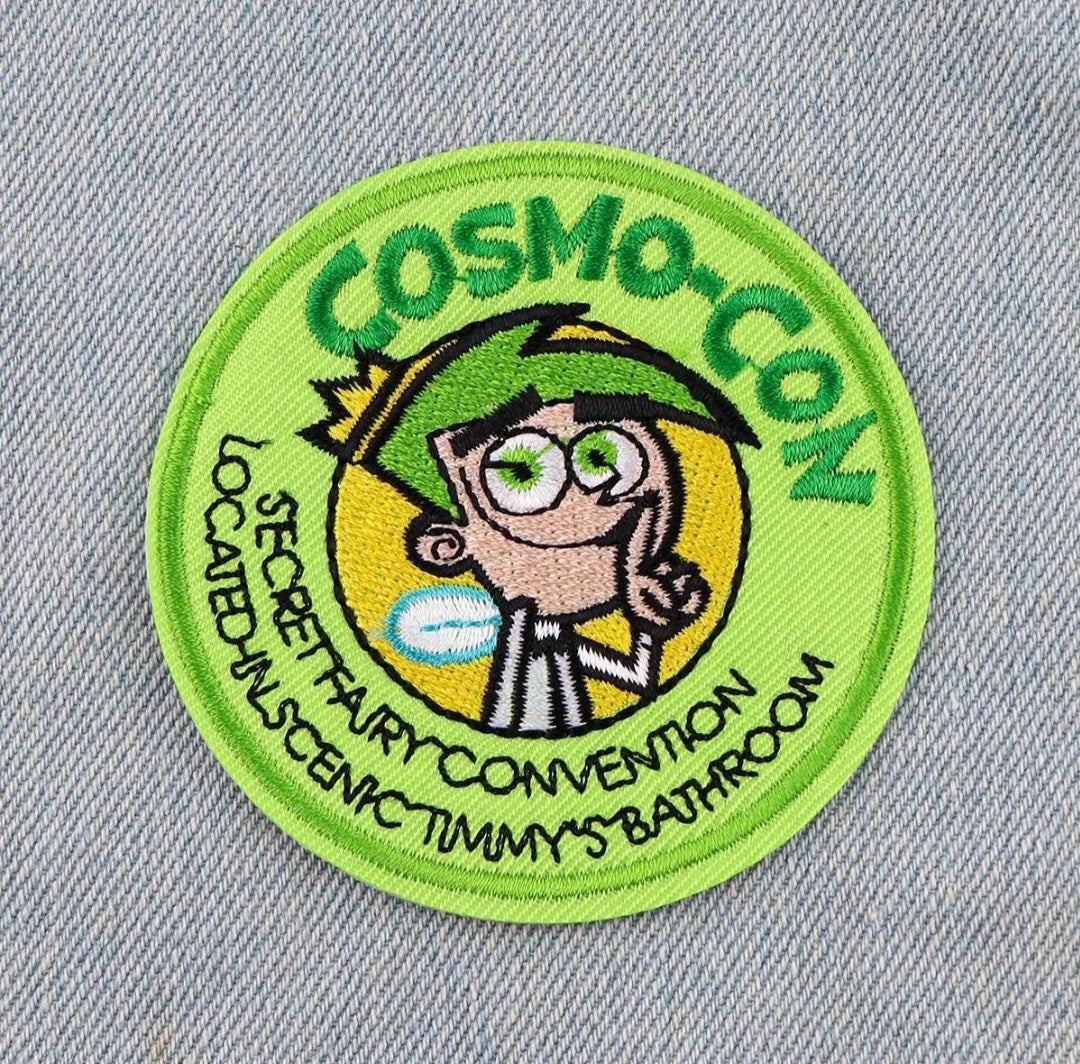 COSMO-CON
SECRET FAIRY CONVENTION
LOCATED IN SCENIC TIMMY'S BATHROOM